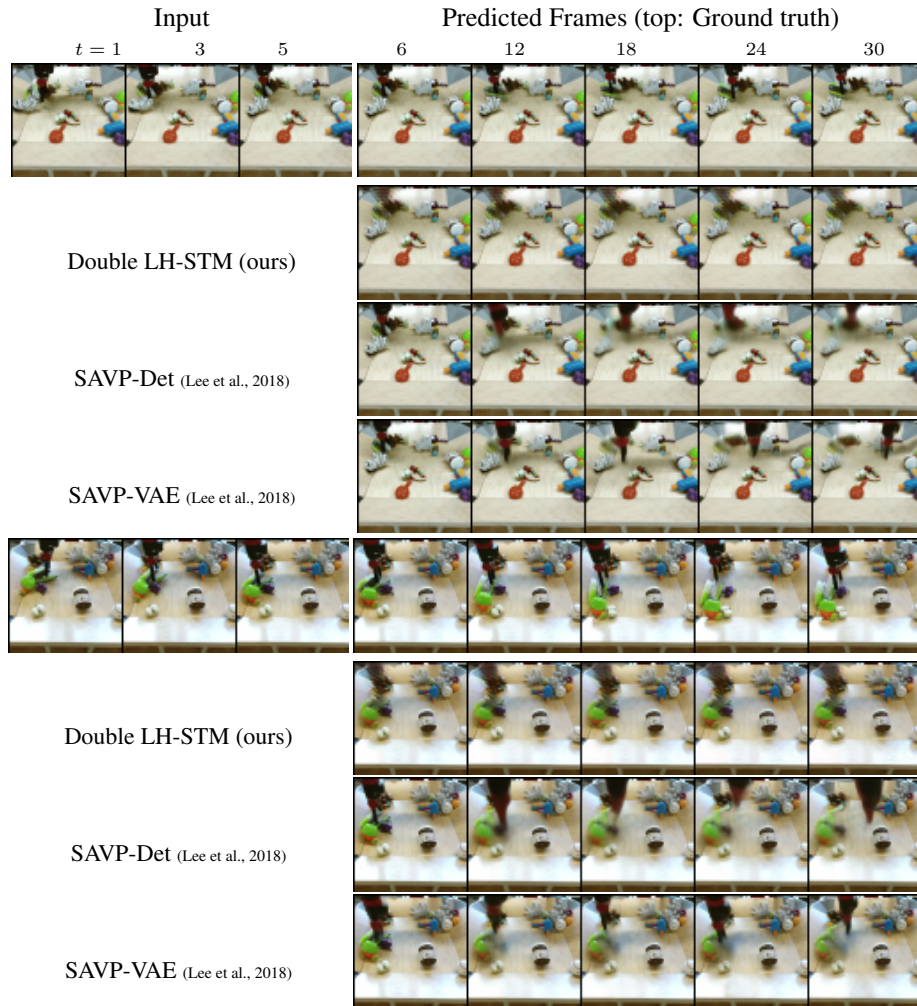 Input Predicted Frames (top: Ground truth)
t = 1 3 5 6 12 18 24 30
Double LH-STM (ours)
SAVP-Det (Lee et al., 2018)
SAVP-VAE (Lee et al., 2018)
Double LH-STM (ours)
SAVP-Det (Lee et al., 2018)
SAVP-VAE (Lee et al., 2018)